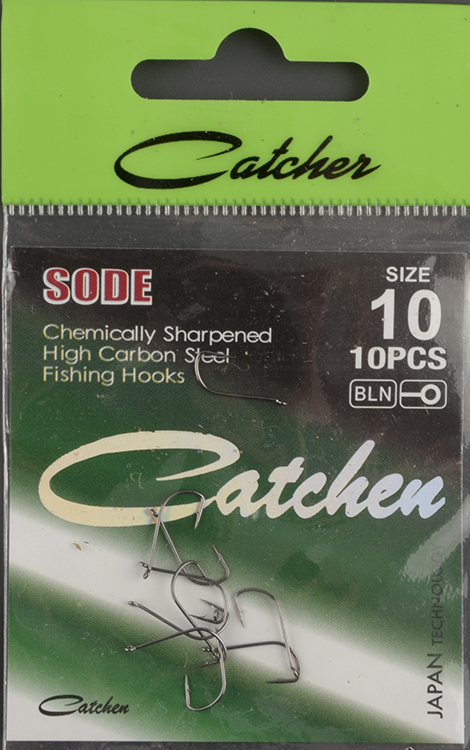 Catcher
SODE
Chemically Sharpened
High Carbon Steel
Fishing Hooks
SIZE
10
10PCS
BLN
Catchen
JAPAN TECHNOLOGY
Catchen